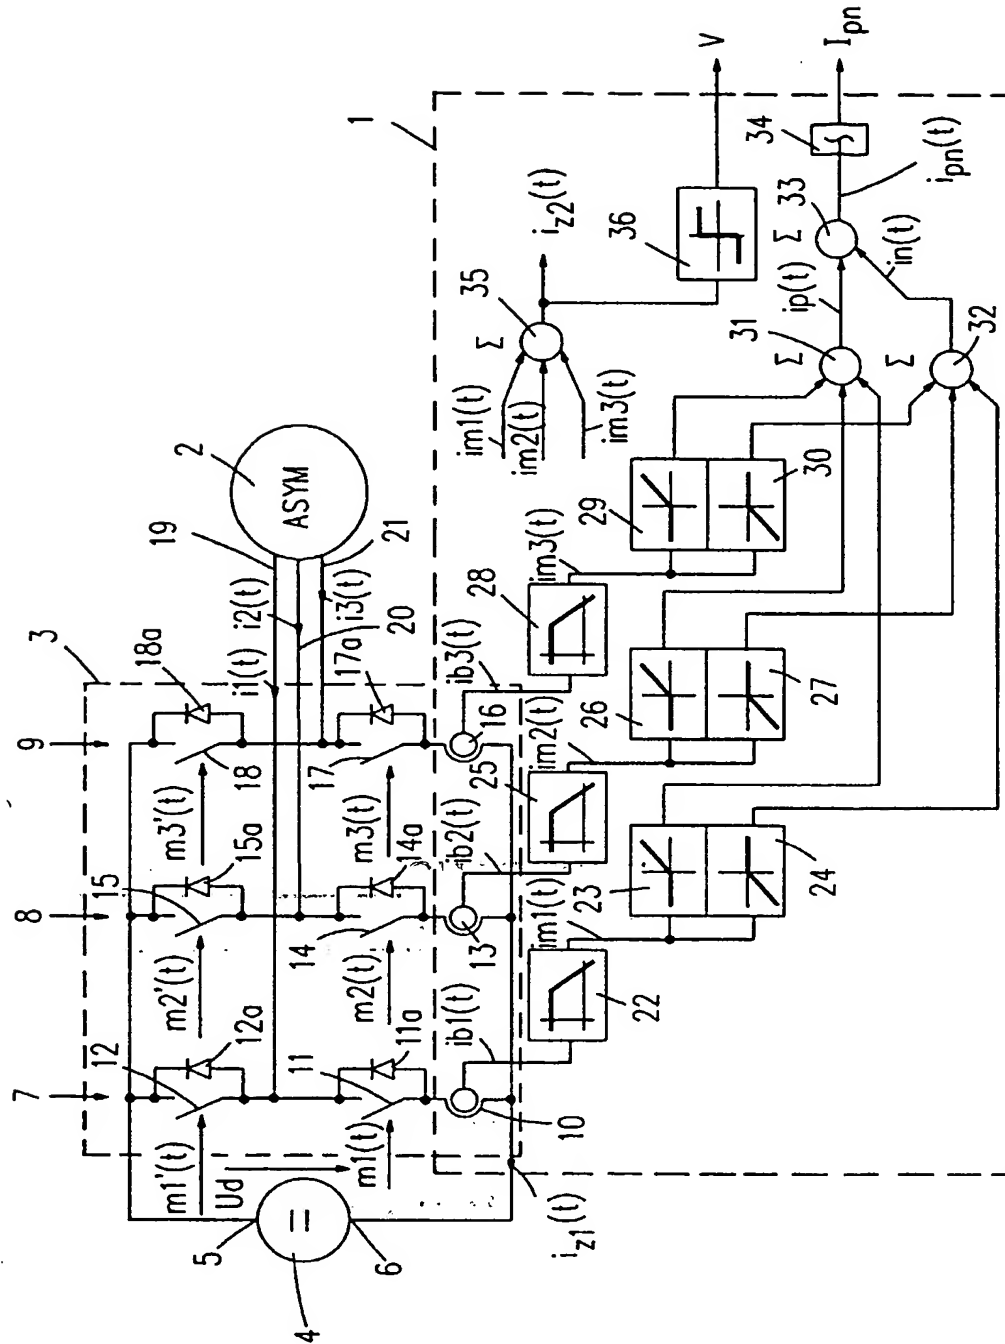 1
2
3
4
5
6
7
8
9
m1'(t)
12
12a
m2'(t)
15
15a
m3'(t)
18
18a
Ud
m1(t)
11
11a
m2(t)
14
14a
m3(t)
17
17a
i1(t)
i2(t)
i3(t)
19
20
21
ASYM
=
i_z1(t)
10
ib1(t)
13
ib2(t)
16
ib3(t)
22
im1(t)
25
im2(t)
28
im3(t)
23
24
26
27
29
30
im1(t)
im2(t)
im3(t)
Σ
35
i_z2(t)
36
V
Σ
31
Σ
32
ip(t)
in(t)
Σ
33
i_pn(t)
34
∫
I_pn